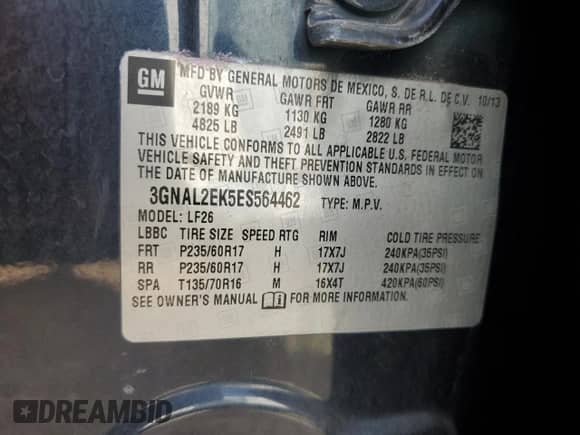 GM
MFD BY GENERAL MOTORS DE MEXICO, S. DE R.L. DE C.V. 10/13
GVWR GAWR FRT GAWR RR
2189 KG 1130 KG 1280 KG
4825 LB 2491 LB 2822 LB
THIS VEHICLE CONFORMS TO ALL APPLICABLE U.S. FEDERAL MOTOR
VEHICLE SAFETY AND THEFT PREVENTION STANDARDS IN EFFECT ON
THE DATE OF MANUFACTURE SHOWN ABOVE.
3GNAL2EK5ES564462 TYPE: M.P.V.
MODEL: LF26
LBBC TIRE SIZE SPEED RTG RIM COLD TIRE PRESSURE
FRT P235/60R17 H 17X7J 240KPA(35PSI)
RR P235/60R17 H 17X7J 240KPA(35PSI)
SPA T135/70R16 M 16X4T 420KPA(60PSI)
SEE OWNER'S MANUAL FOR MORE INFORMATION
DREAMBID